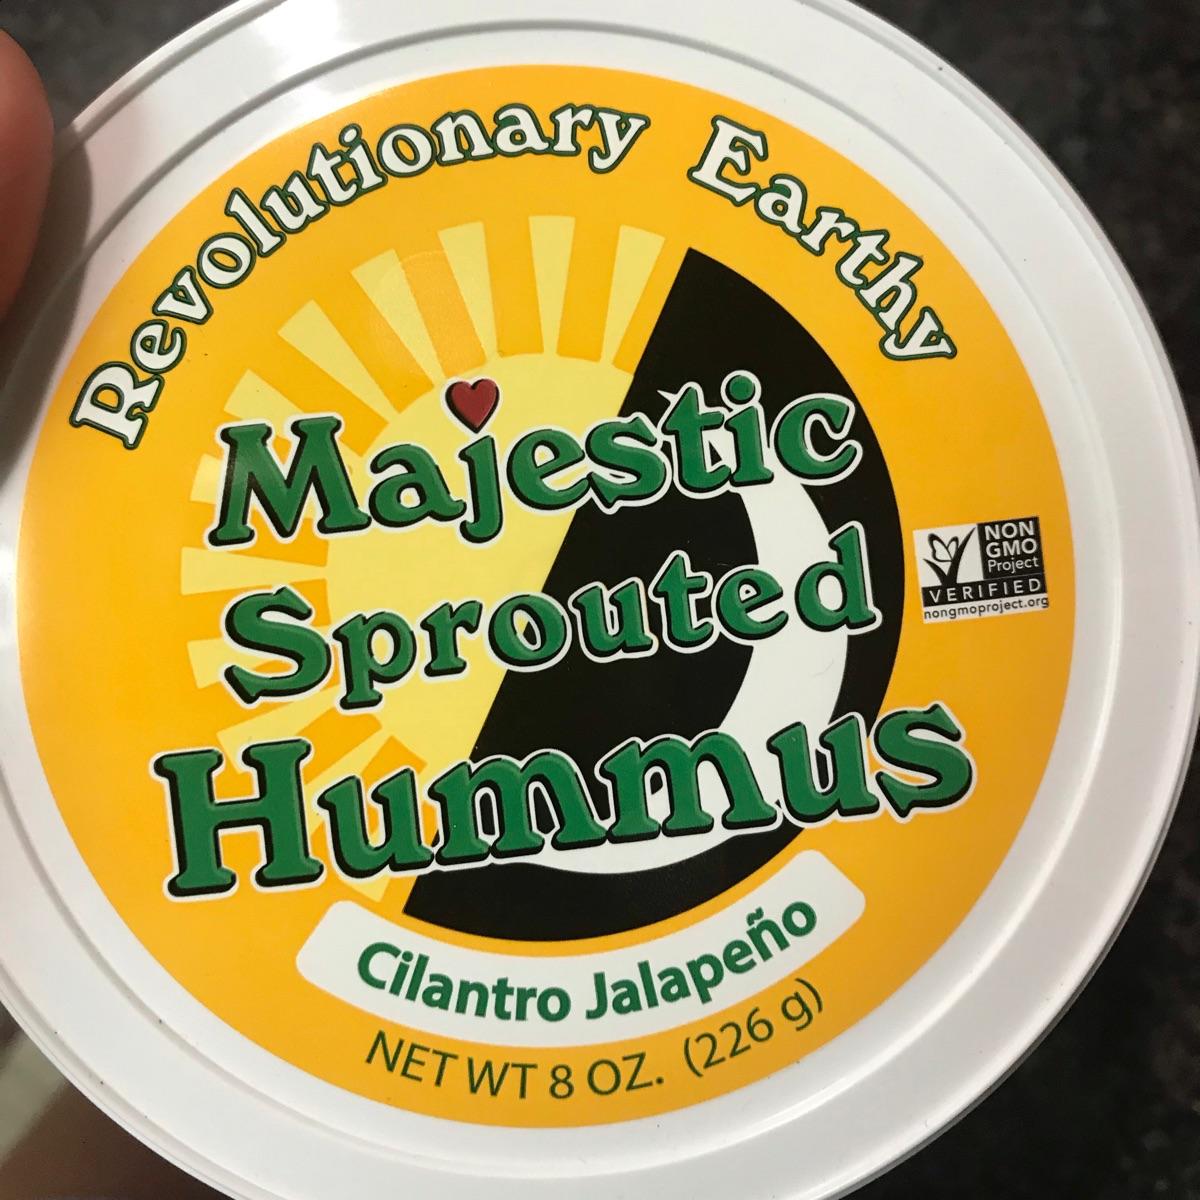 Revolutionary Earthy
Majestic
Sprouted
Hummus
NON
GMO
Project
VERIFIED
nongmoproject.org
Cilantro Jalapeño
NET WT 8 OZ. (226 g)